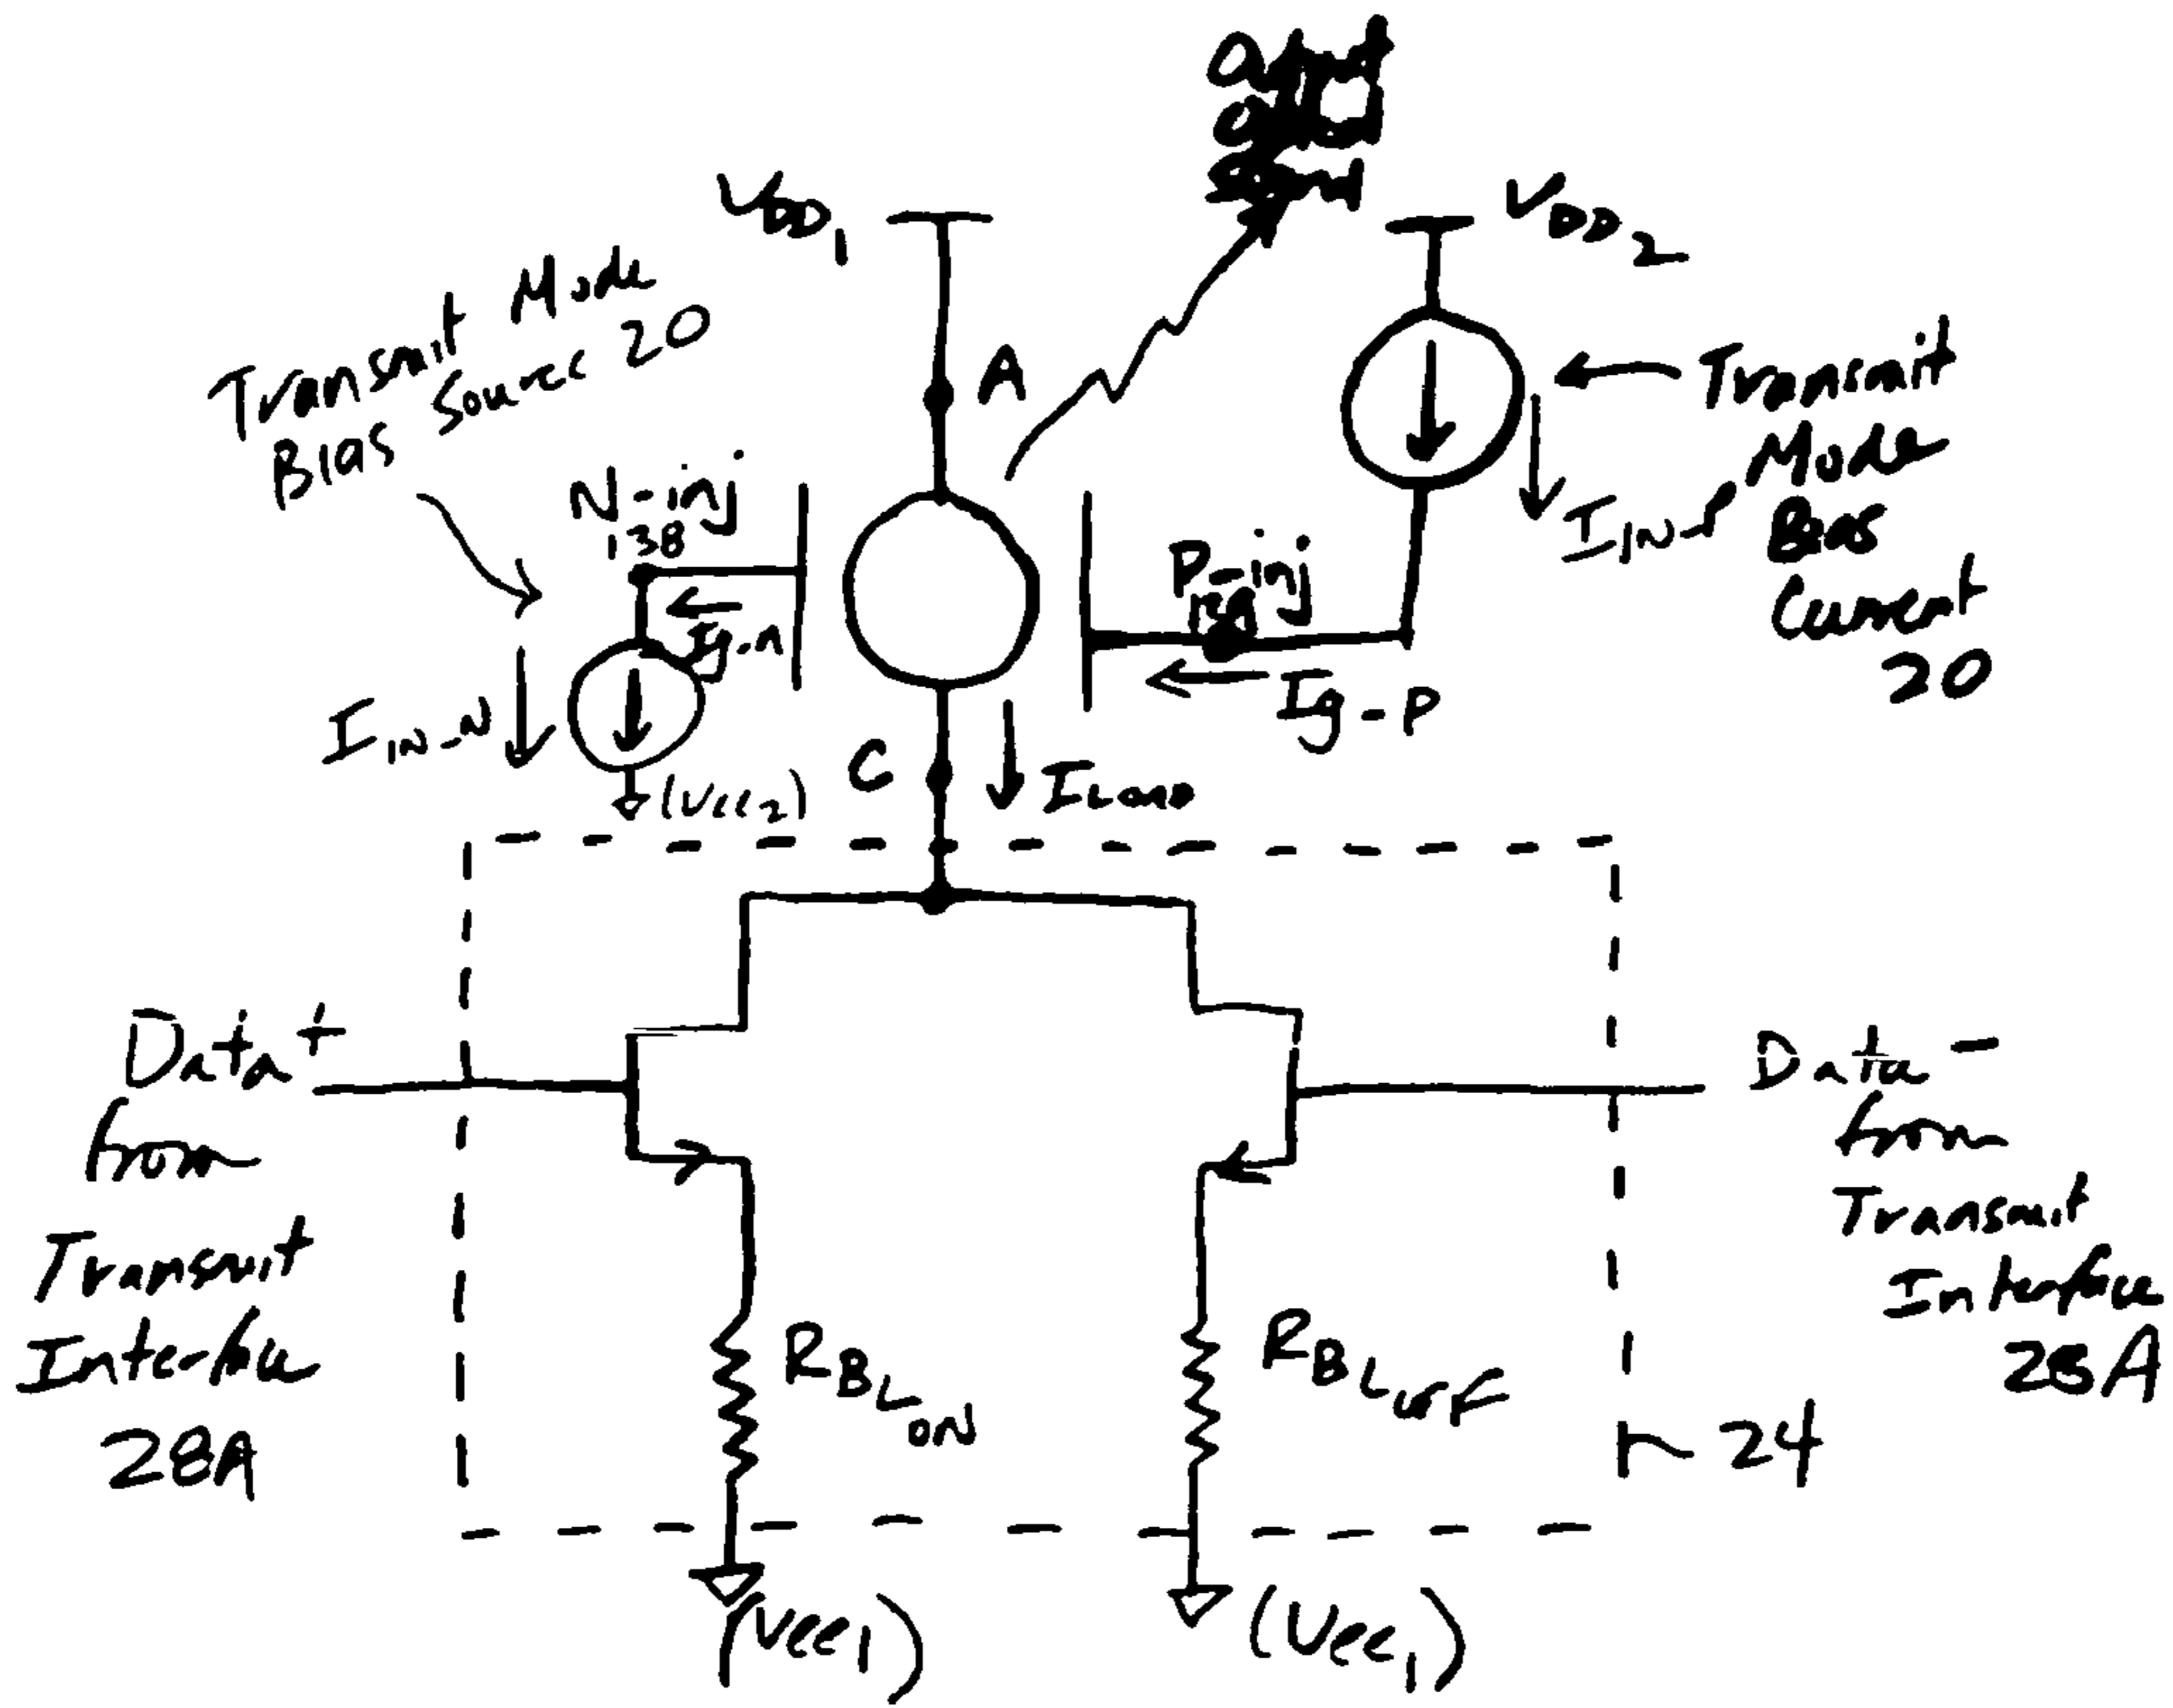 VDD1
VDD2
Transmit Mode
Bias Source 20
A
N-inj
138
Ig-n
IIN-N
(VCC2)
C
ILOAD
P-inj
Ig-P
IIN-P
Transmit
Mode
Bias
Current
20
Data +
from
Transmit
Interface
28A
Data -
from
Transmit
Interface
28A
RBLON
RBLOFF
24
(VCC1)
(VCC1)